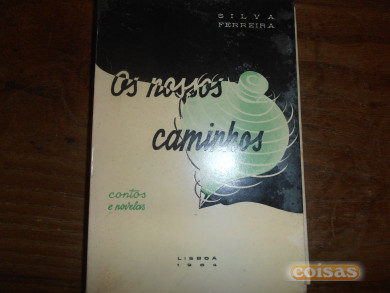 SILVA
FERREIRA
Os nossos
caminhos
contos
e novelas
LISBOA
1964
coisas